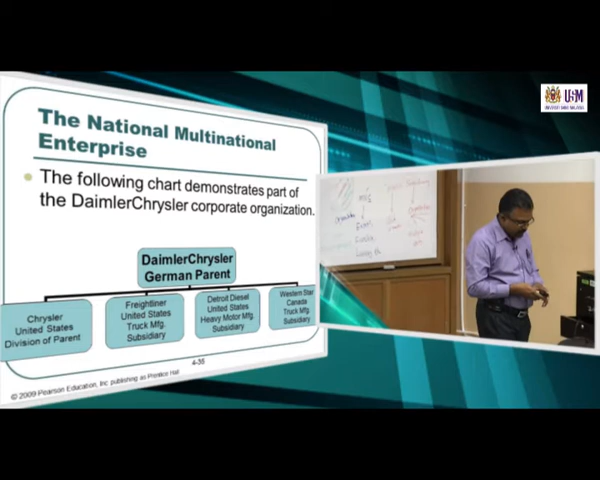 USM
The National Multinational
Enterprise
The following chart demonstrates part of
the DaimlerChrysler corporate organization.
DaimlerChrysler
German Parent
Chrysler
United States
Division of Parent
Freightliner
United States
Truck Mfg.
Subsidiary
Detroit Diesel
United States
Heavy Motor Mfg.
Subsidiary
Western Star
Canada
Truck Mfg.
Subsidiary
4-35
© 2009 Pearson Education, Inc publishing as Prentice Hall